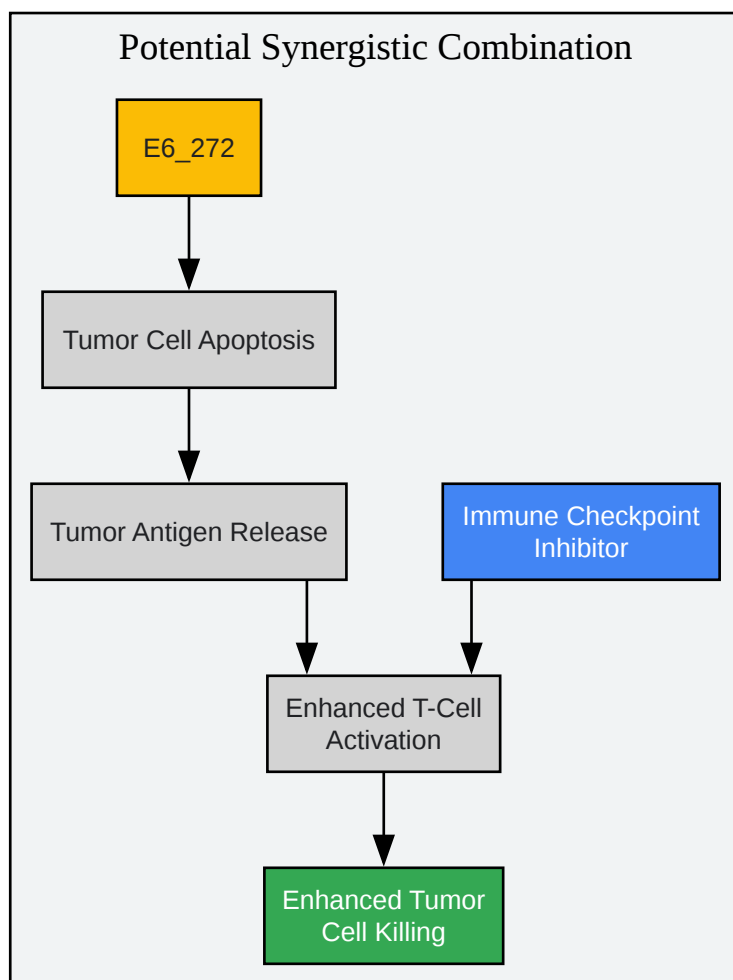 Potential Synergistic Combination
E6_272
Tumor Cell Apoptosis
Tumor Antigen Release
Immune Checkpoint
Inhibitor
Enhanced T-Cell
Activation
Enhanced Tumor
Cell Killing